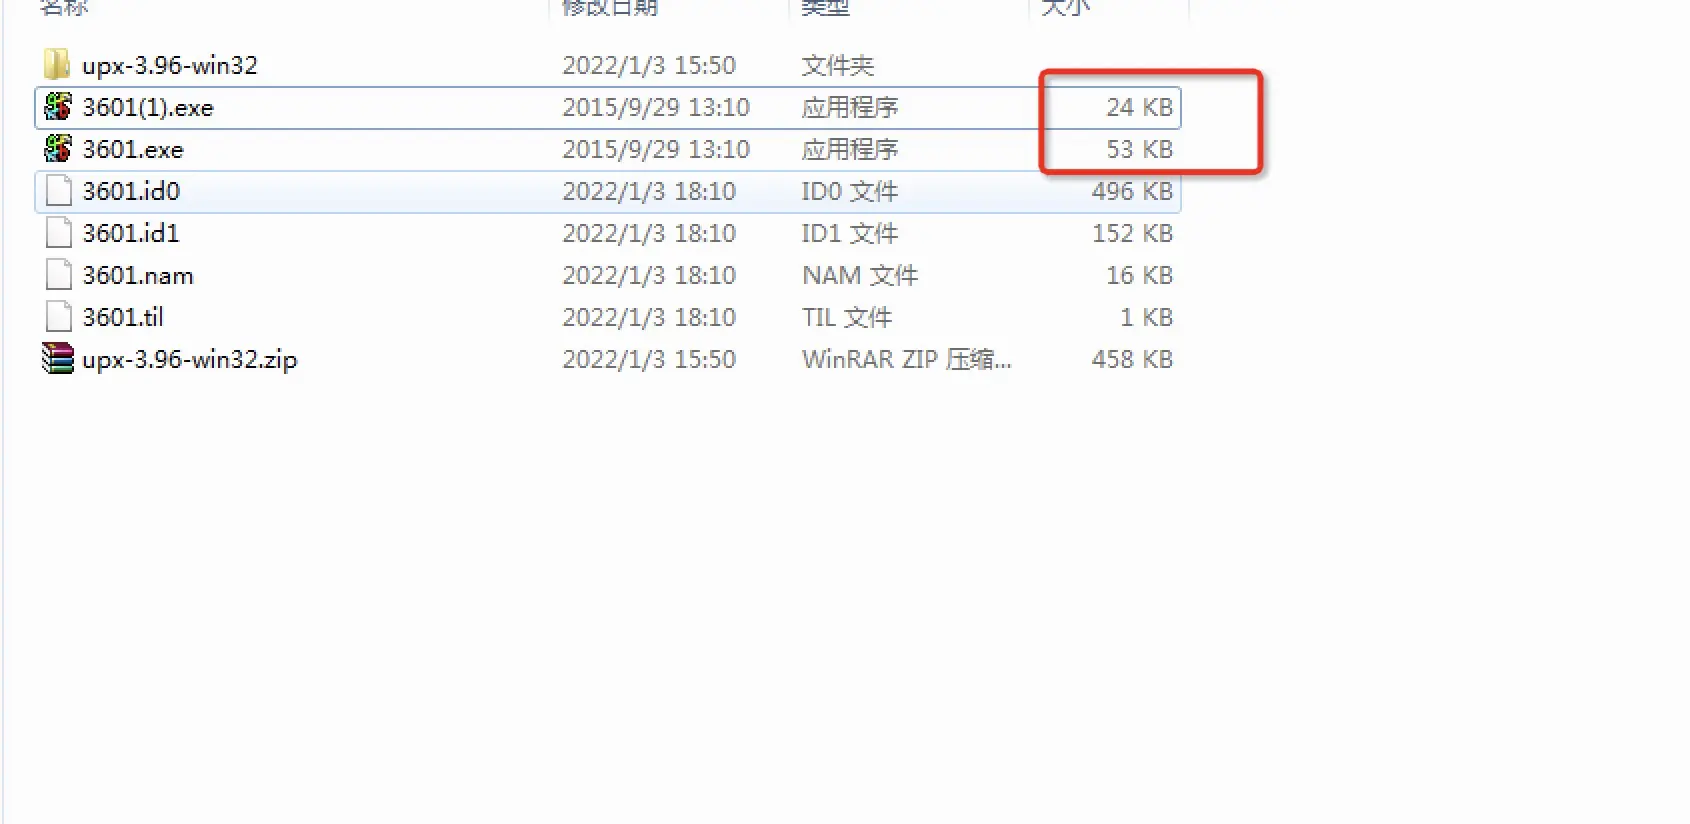 名称 修改日期 类型 大小
upx-3.96-win32 2022/1/3 15:50 文件夹
3601(1).exe 2015/9/29 13:10 应用程序 24 KB
3601.exe 2015/9/29 13:10 应用程序 53 KB
3601.id0 2022/1/3 18:10 ID0 文件 496 KB
3601.id1 2022/1/3 18:10 ID1 文件 152 KB
3601.nam 2022/1/3 18:10 NAM 文件 16 KB
3601.til 2022/1/3 18:10 TIL 文件 1 KB
upx-3.96-win32.zip 2022/1/3 15:50 WinRAR ZIP 压缩... 458 KB